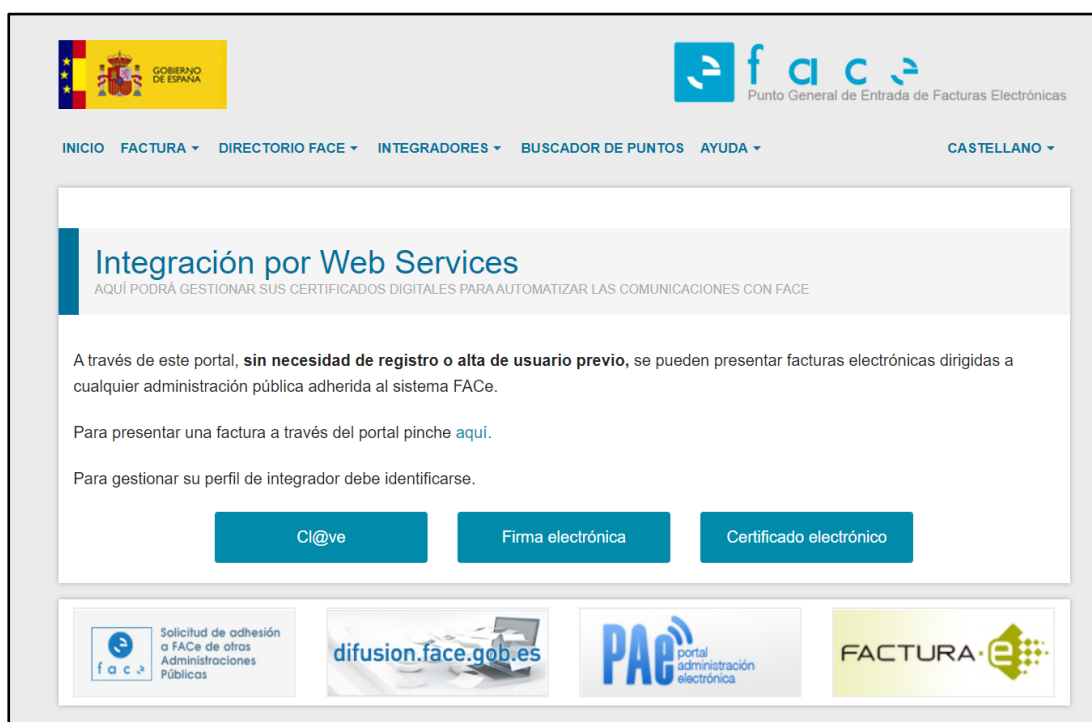 GOBIERNO
DE ESPAÑA
face
Punto General de Entrada de Facturas Electrónicas
INICIO FACTURA DIRECTORIO FACE INTEGRADORES BUSCADOR DE PUNTOS AYUDA CASTELLANO
Integración por Web Services
AQUÍ PODRÁ GESTIONAR SUS CERTIFICADOS DIGITALES PARA AUTOMATIZAR LAS COMUNICACIONES CON FACE
A través de este portal, sin necesidad de registro o alta de usuario previo, se pueden presentar facturas electrónicas dirigidas a
cualquier administración pública adherida al sistema FACe.
Para presentar una factura a través del portal pinche aquí.
Para gestionar su perfil de integrador debe identificarse.
Cl@ve Firma electrónica Certificado electrónico
face
Solicitud de adhesión
a FACe de otras
Administraciones
Públicas
difusion.face.gob.es
PAe portal
administración
electrónica
FACTURA·e